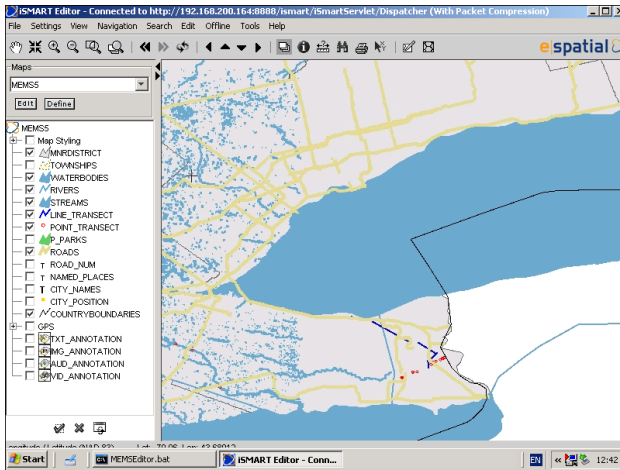 iSMART Editor - Connected to http://192.168.200.164:8888/ismart/iSmartServlet/Dispatcher (With Packet Compression)
File Settings View Navigation Search Edit Offline Tools Help
espatial
Maps
MEMS5
Edit Define
MEMS5
Map Styling
MNRDISTRICT
TOWNSHIPS
WATERBODIES
RIVERS
STREAMS
LINE_TRANSECT
POINT_TRANSECT
P_PARKS
ROADS
T ROAD_NUM
T NAMED_PLACES
T CITY_NAMES
CITY_POSITION
COUNTRYBOUNDARIES
GPS
TXT_ANNOTATION
IMG_ANNOTATION
AUD_ANNOTATION
VID_ANNOTATION
Start MEMSEditor.bat iSMART Editor - Conn... EN « 12:42